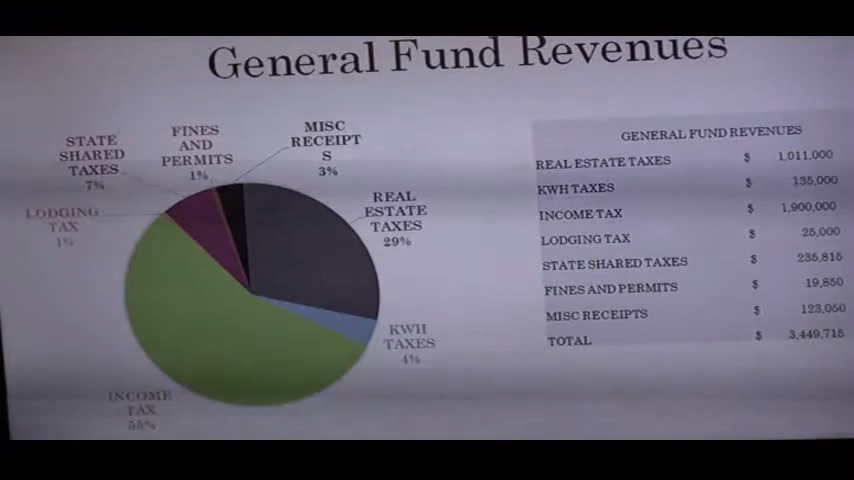 General Fund Revenues
STATE
SHARED
TAXES
7%
FINES
AND
PERMITS
1%
MISC
RECEIPT
S
3%
REAL
ESTATE
TAXES
29%
LODGING
TAX
1%
KWH
TAXES
4%
INCOME
TAX
55%
GENERAL FUND REVENUES
REAL ESTATE TAXES $ 1,011,000
KWH TAXES $ 135,000
INCOME TAX $ 1,900,000
LODGING TAX $ 25,000
STATE SHARED TAXES $ 235,815
FINES AND PERMITS $ 19,850
MISC RECEIPTS $ 123,050
TOTAL $ 3,449,715